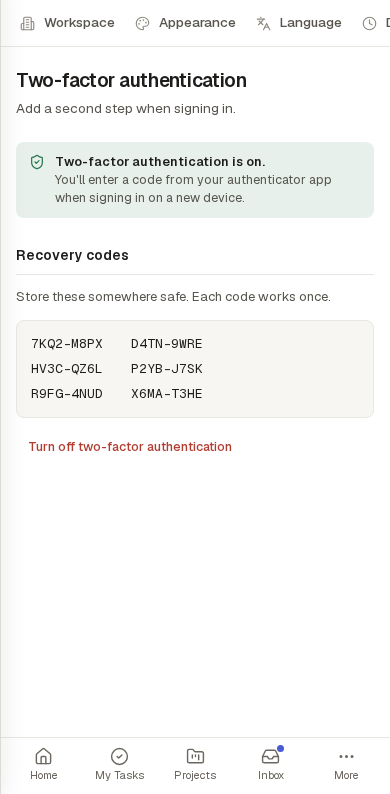 Workspace Appearance Language
Two-factor authentication
Add a second step when signing in.
Two-factor authentication is on.
You'll enter a code from your authenticator app
when signing in on a new device.
Recovery codes
Store these somewhere safe. Each code works once.
7KQ2-M8PX D4TN-9WRE
HV3C-QZ6L P2YB-J7SK
R9FG-4NUD X6MA-T3HE
Turn off two-factor authentication
Home My Tasks Projects Inbox More